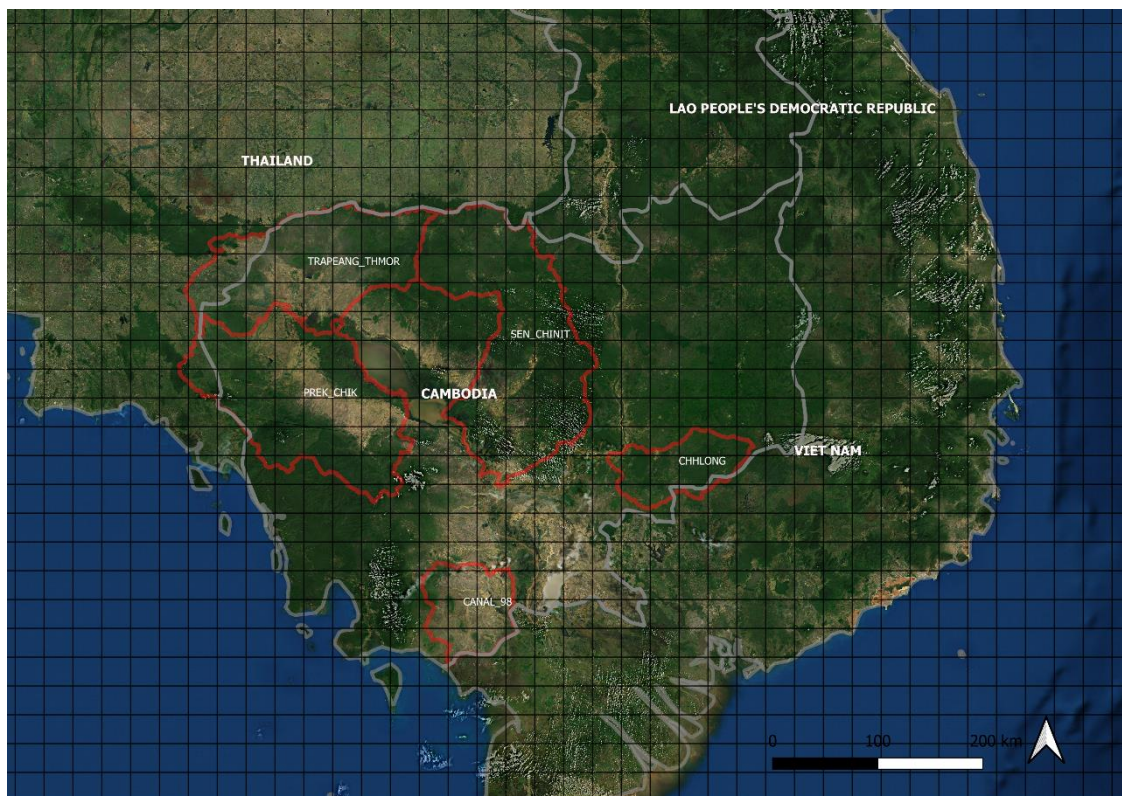 LAO PEOPLE'S DEMOCRATIC REPUBLIC
THAILAND
TRAPEANG_THMOR
SEN_CHINIT
PREK_CHIK
CAMBODIA
VIET NAM
CHHLONG
CANAL_98
0 100 200 km